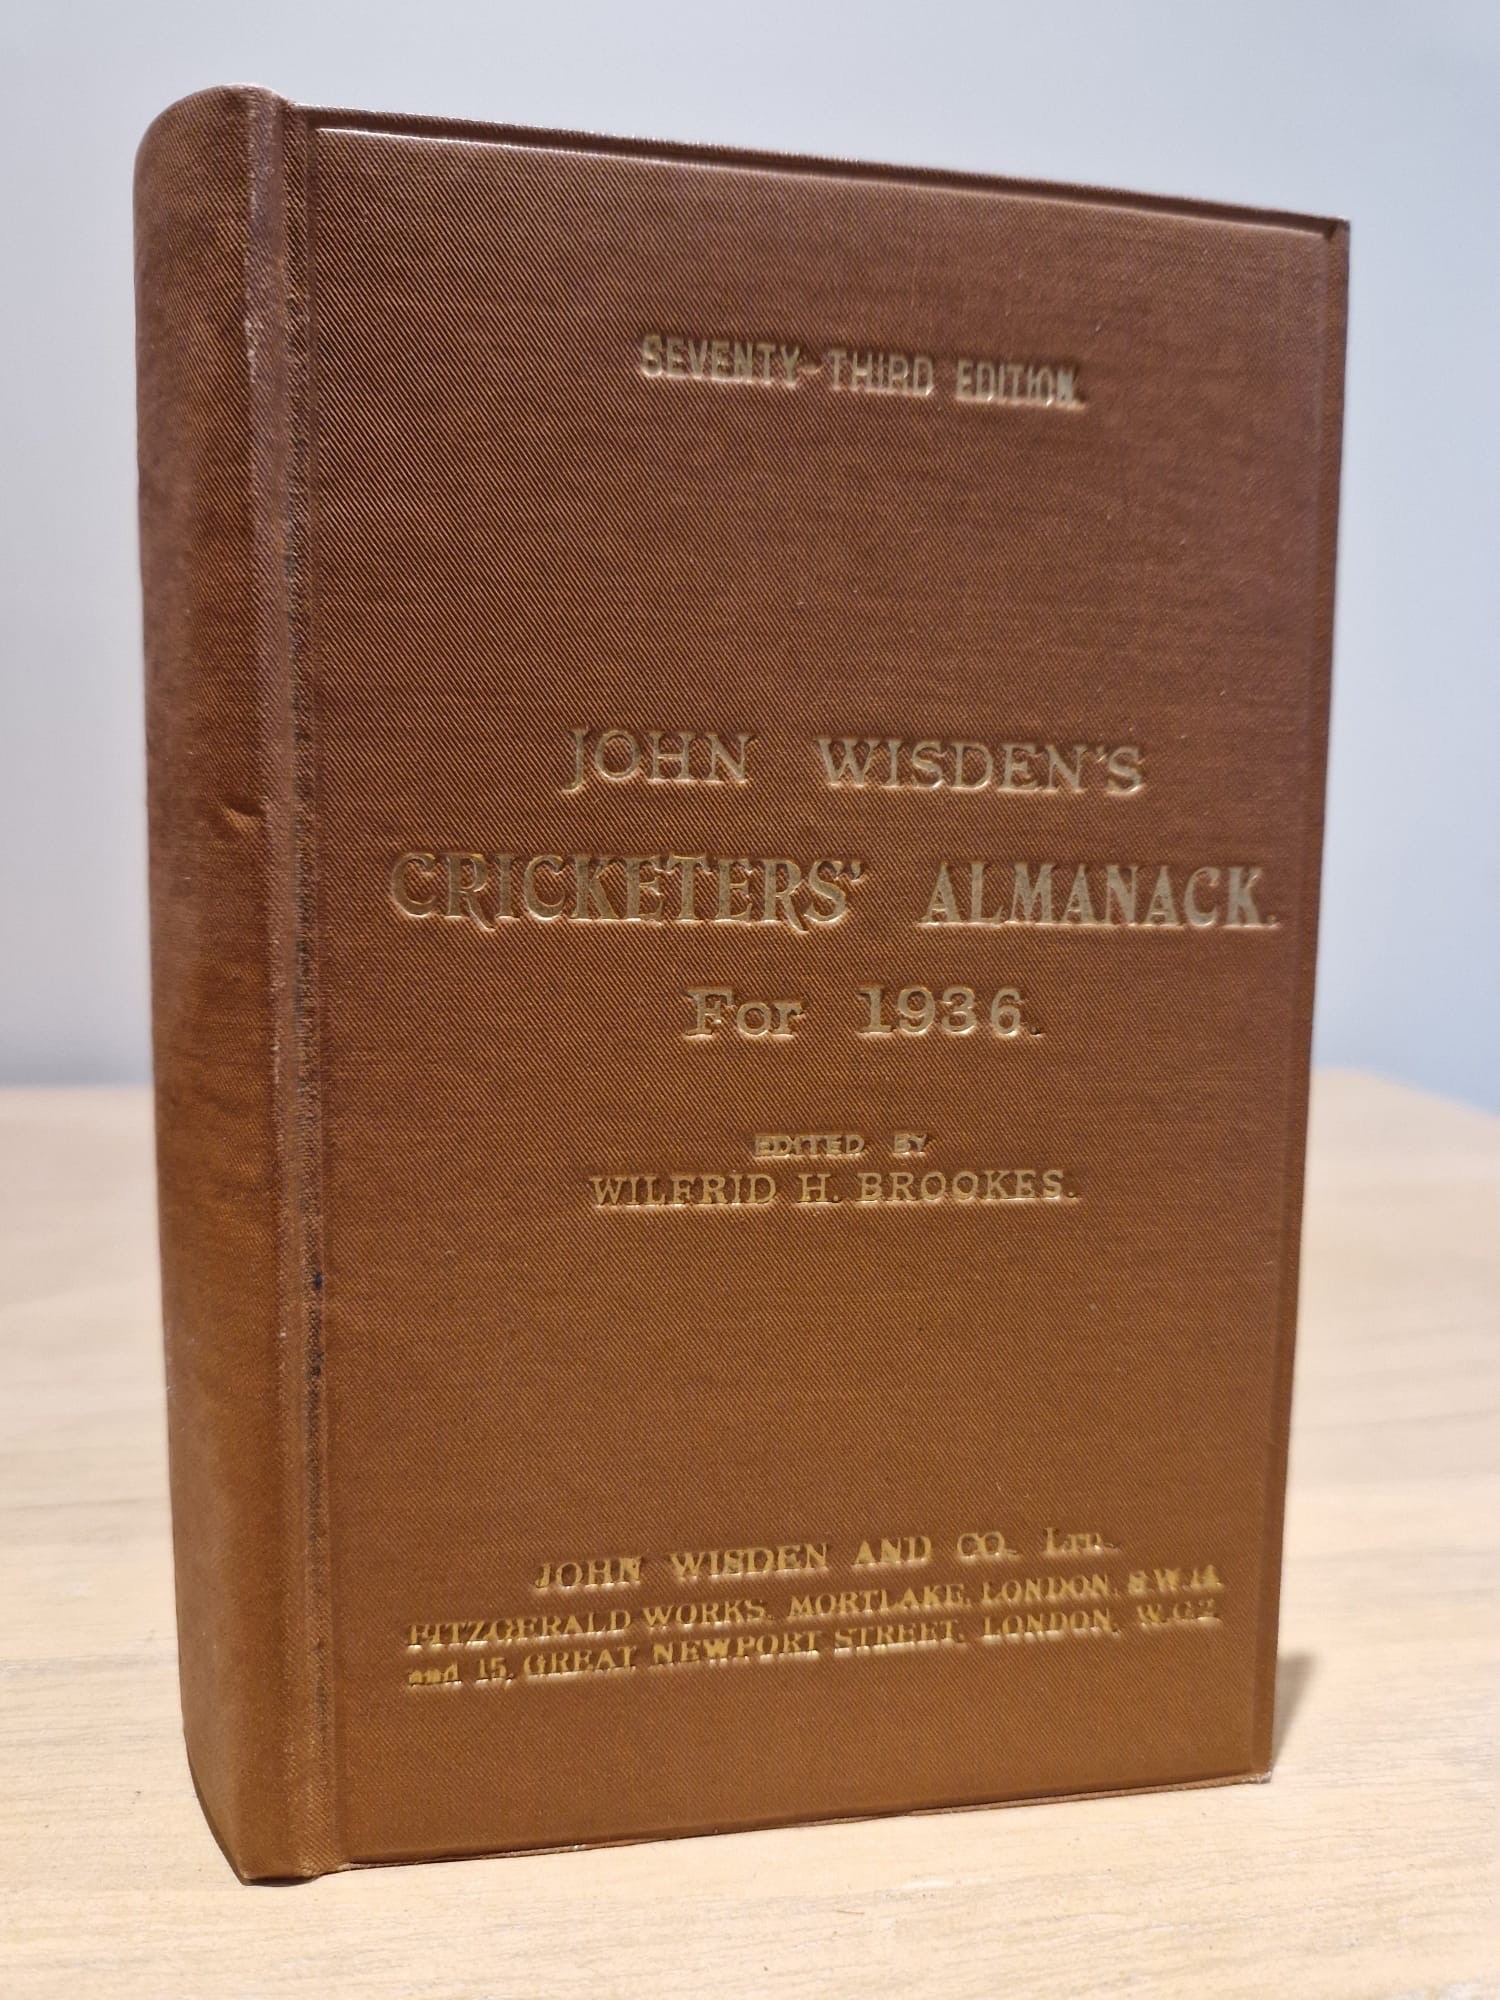 SEVENTY-THIRD EDITION.
JOHN WISDEN'S
CRICKETERS' ALMANACK.
For 1936.
EDITED BY
WILFRID H. BROOKES.
JOHN WISDEN AND CO. LTD.
FITZGERALD WORKS, MORTLAKE, LONDON, S.W.14.
and 15, GREAT NEWPORT STREET, LONDON, W.C.2.